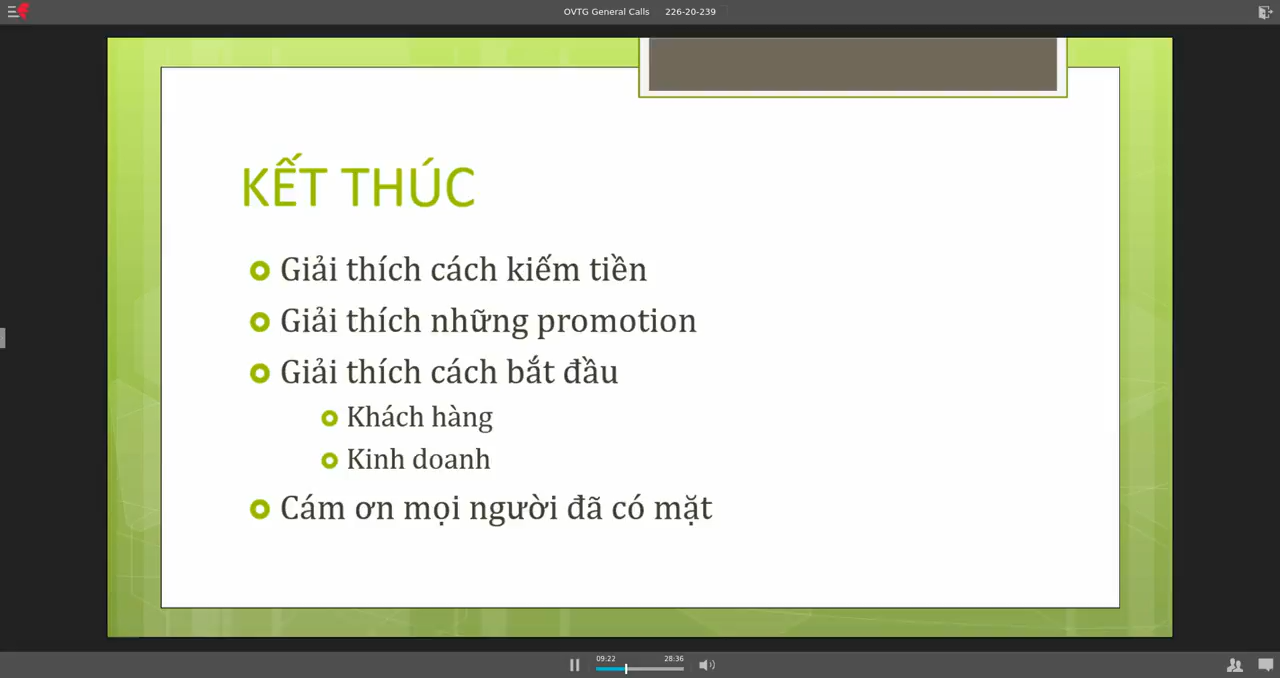 OVTG General Calls 226-20-239
KẾT THÚC
Giải thích cách kiếm tiền
Giải thích những promotion
Giải thích cách bắt đầu
Khách hàng
Kinh doanh
Cám ơn mọi người đã có mặt
09:22 28:36